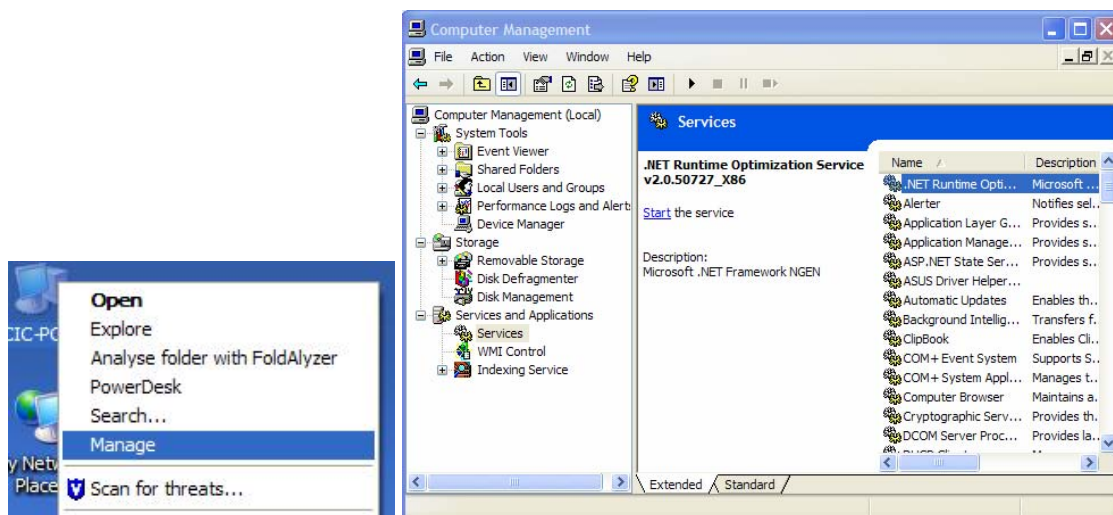 CIC-PC
y Netw
Place
Open
Explore
Analyse folder with FoldAlyzer
PowerDesk
Search...
Manage
Scan for threats...
Computer Management
File Action View Window Help
Computer Management (Local)
System Tools
Event Viewer
Shared Folders
Local Users and Groups
Performance Logs and Alerts
Device Manager
Storage
Removable Storage
Disk Defragmenter
Disk Management
Services and Applications
Services
WMI Control
Indexing Service
Services
.NET Runtime Optimization Service
v2.0.50727_X86
Start the service
Description:
Microsoft .NET Framework NGEN
Name Description
.NET Runtime Opti... Microsoft ...
Alerter Notifies sel..
Application Layer G... Provides s...
Application Manage... Provides s...
ASP.NET State Ser... Provides s...
ASUS Driver Helper...
Automatic Updates Enables th...
Background Intellig... Transfers f..
ClipBook Enables Cli..
COM+ Event System Supports S..
COM+ System Appl... Manages t..
Computer Browser Maintains a.
Cryptographic Serv... Provides th.
DCOM Server Proc... Provides la..
Extended Standard